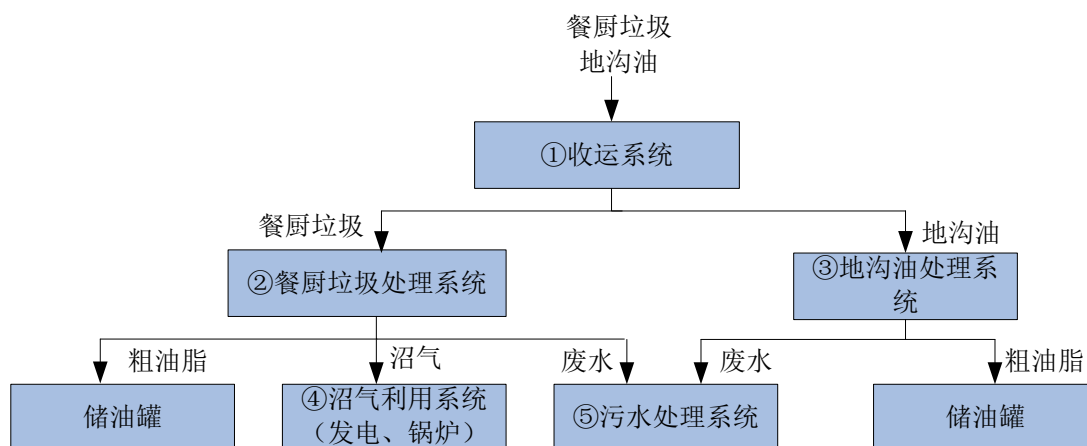 餐厨垃圾
地沟油
①收运系统
餐厨垃圾
地沟油
②餐厨垃圾处理系统
③地沟油处理系
统
粗油脂
沼气
废水
废水
粗油脂
储油罐
④沼气利用系统
（发电、锅炉）
⑤污水处理系统
储油罐